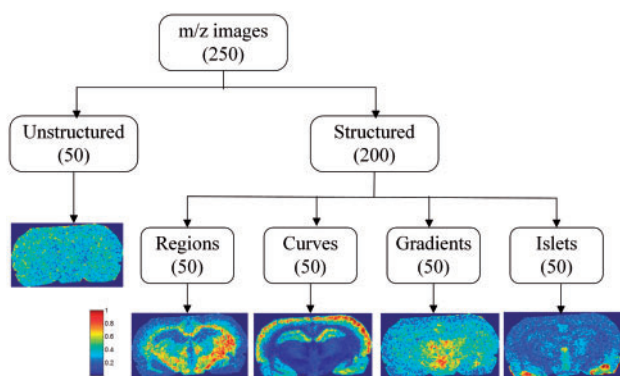 m/z images
(250)
Unstructured
(50)
Structured
(200)
Regions
(50)
Curves
(50)
Gradients
(50)
Islets
(50)
1
0.8
0.6
0.4
0.2